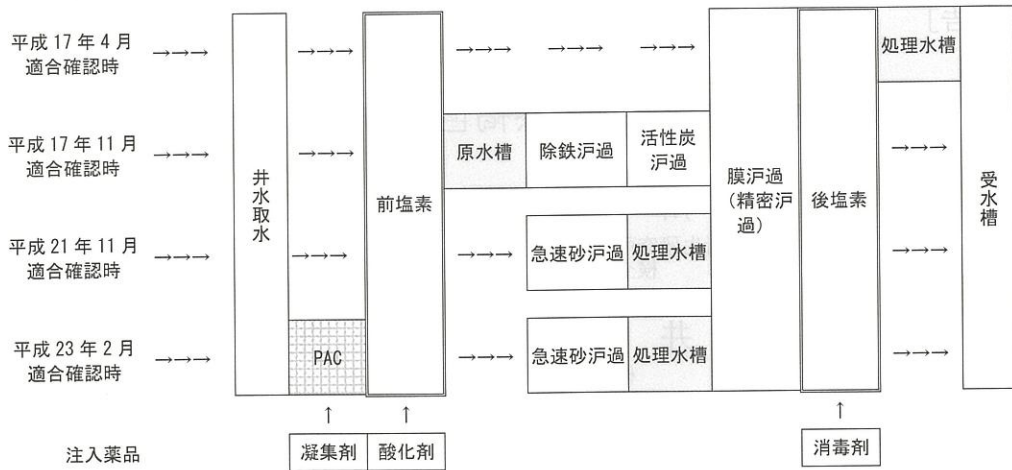 平成 17 年 4 月
適合確認時
→→→
→→→
→→→
→→→
→→→
処理水槽
平成 17 年 11 月
適合確認時
→→→
→→→
原水槽
除鉄沪過
活性炭
沪過
→→→
井水取水
前塩素
膜沪過
（精密沪
過）
後塩素
受水槽
平成 21 年 11 月
適合確認時
→→→
→→→
→→→
急速砂沪過
処理水槽
→→→
平成 23 年 2 月
適合確認時
→→→
PAC
→→→
急速砂沪過
処理水槽
→→→
↑
↑
↑
注入薬品
凝集剤
酸化剤
消毒剤